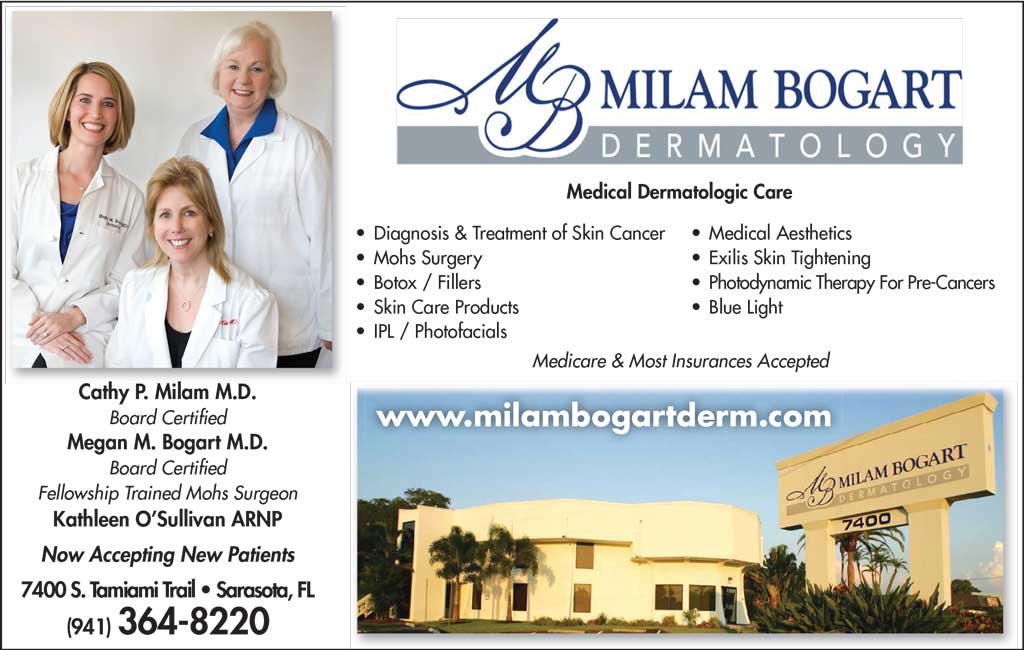 MB MILAM BOGART
DERMATOLOGY
Medical Dermatologic Care
• Diagnosis & Treatment of Skin Cancer
• Mohs Surgery
• Botox / Fillers
• Skin Care Products
• IPL / Photofacials
• Medical Aesthetics
• Exilis Skin Tightening
• Photodynamic Therapy For Pre-Cancers
• Blue Light
Medicare & Most Insurances Accepted
Cathy P. Milam M.D.
Board Certified
Megan M. Bogart M.D.
Board Certified
Fellowship Trained Mohs Surgeon
Kathleen O'Sullivan ARNP
Now Accepting New Patients
7400 S. Tamiami Trail • Sarasota, FL
(941) 364-8220
www.milambogartderm.com
MB MILAM BOGART
DERMATOLOGY
7400